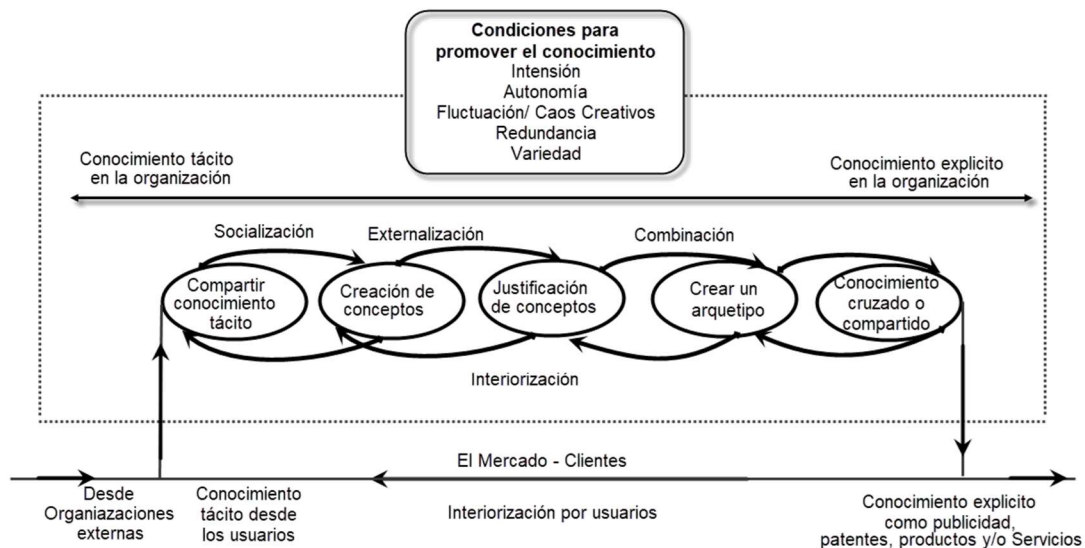 Condiciones para
promover el conocimiento
Intensión
Autonomía
Fluctuación/ Caos Creativos
Redundancia
Variedad
Conocimiento tácito
en la organización
Conocimiento explicito
en la organización
Socialización
Externalización
Combinación
Compartir
conocimiento
tácito
Creación de
conceptos
Justificación
de conceptos
Crear un
arquetipo
Conocimiento
cruzado o
compartido
Interiorización
El Mercado - Clientes
Desde
Organiazaciones
externas
Conocimiento
tácito desde
los usuarios
Interiorización por usuarios
Conocimiento explicito
como publicidad,
patentes, productos y/o Servicios